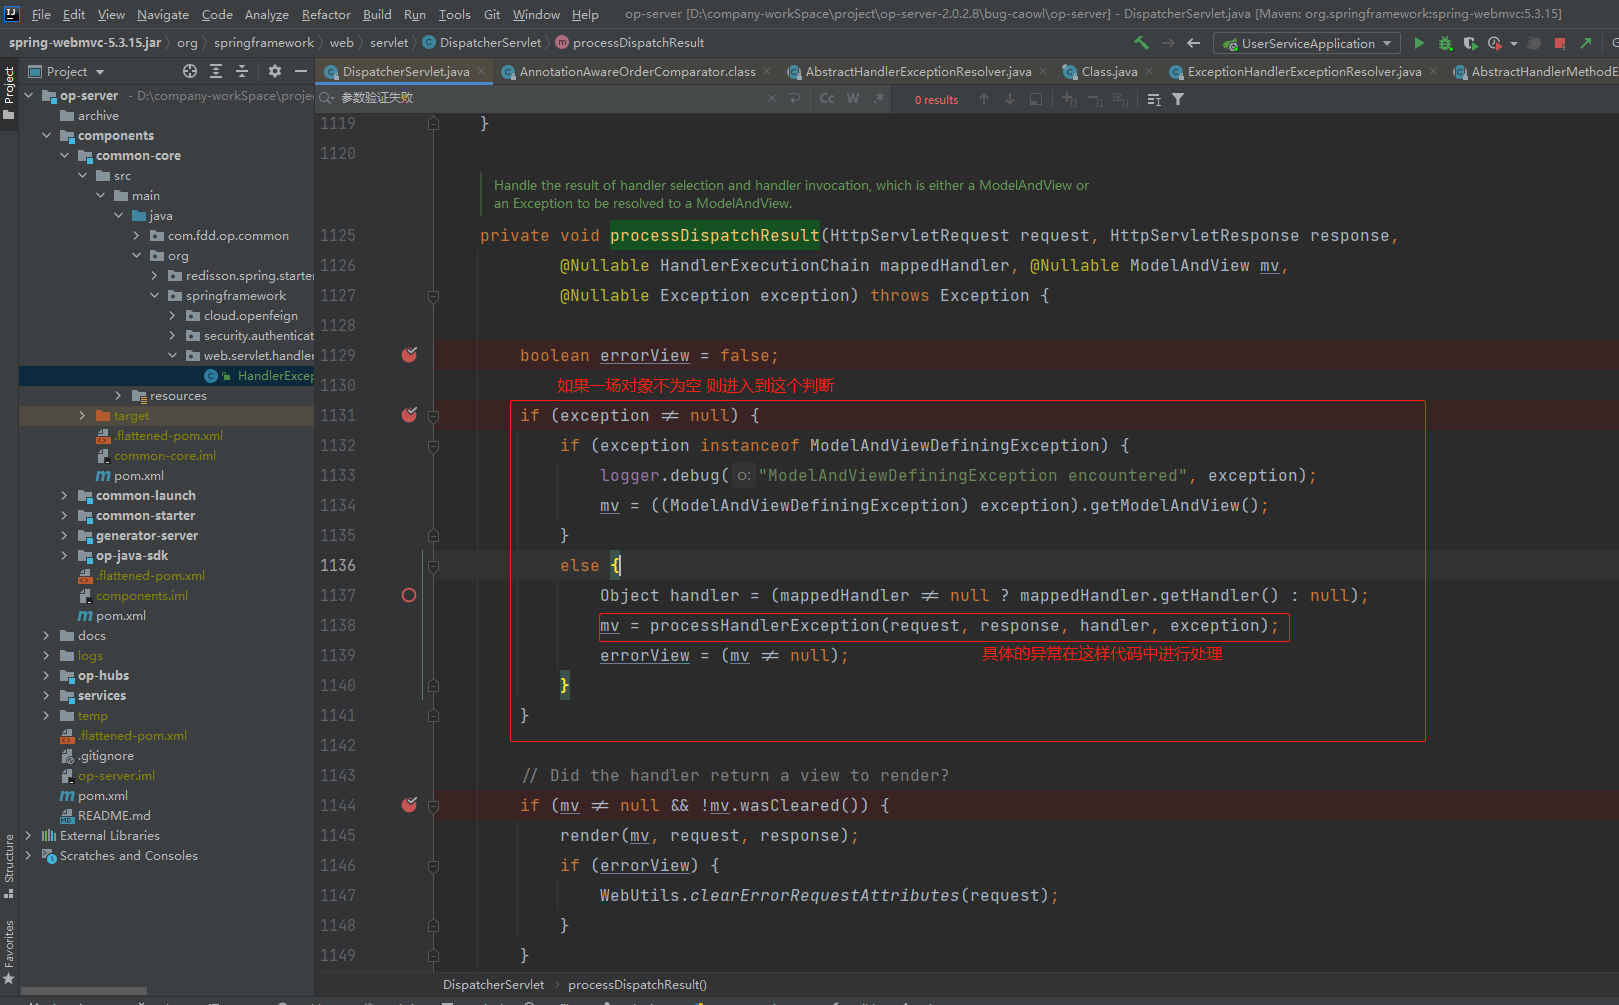 File Edit View Navigate Code Analyze Refactor Build Run Tools Git Window Help op-server [D:\company-workSpace\project\op-server-2.0.2.8\bug-caowl\op-server] - DispatcherServlet.java [Maven: org.springframework:spring-webmvc:5.3.15]
spring-webmvc-5.3.15.jar org springframework web servlet DispatcherServlet processDispatchResult UserServiceApplication
Project DispatcherServlet.java AnnotationAwareOrderComparator.class AbstractHandlerExceptionResolver.java Class.java ExceptionHandlerExceptionResolver.java AbstractHandlerMethodE
参数验证失败 Cc W .* 0 results
Project
Structure
Favorites
op-server - D:\company-workSpace\proje
archive
components
common-core
src
main
java
com.fdd.op.common
org
redisson.spring.starter
springframework
cloud.openfeign
security.authenticat
web.servlet.handler
HandlerExcep
resources
target
.flattened-pom.xml
common-core.iml
pom.xml
common-launch
common-starter
generator-server
op-java-sdk
.flattened-pom.xml
components.iml
pom.xml
docs
logs
op-hubs
services
temp
.flattened-pom.xml
.gitignore
op-server.iml
pom.xml
README.md
External Libraries
Scratches and Consoles
1119 }
1120
Handle the result of handler selection and handler invocation, which is either a ModelAndView or
an Exception to be resolved to a ModelAndView.
1125 private void processDispatchResult(HttpServletRequest request, HttpServletResponse response,
1126 @Nullable HandlerExecutionChain mappedHandler, @Nullable ModelAndView mv,
1127 @Nullable Exception exception) throws Exception {
1128
1129 boolean errorView = false;
1130 如果一场对象不为空 则进入到这个判断
1131 if (exception ≠ null) {
1132 if (exception instanceof ModelAndViewDefiningException) {
1133 logger.debug( o: "ModelAndViewDefiningException encountered", exception);
1134 mv = ((ModelAndViewDefiningException) exception).getModelAndView();
1135 }
1136 else {
1137 Object handler = (mappedHandler ≠ null ? mappedHandler.getHandler() : null);
1138 mv = processHandlerException(request, response, handler, exception);
1139 errorView = (mv ≠ null); 具体的异常在这样代码中进行处理
1140 }
1141 }
1142
1143 // Did the handler return a view to render?
1144 if (mv ≠ null && !mv.wasCleared()) {
1145 render(mv, request, response);
1146 if (errorView) {
1147 WebUtils.clearErrorRequestAttributes(request);
1148 }
1149 }
DispatcherServlet processDispatchResult()